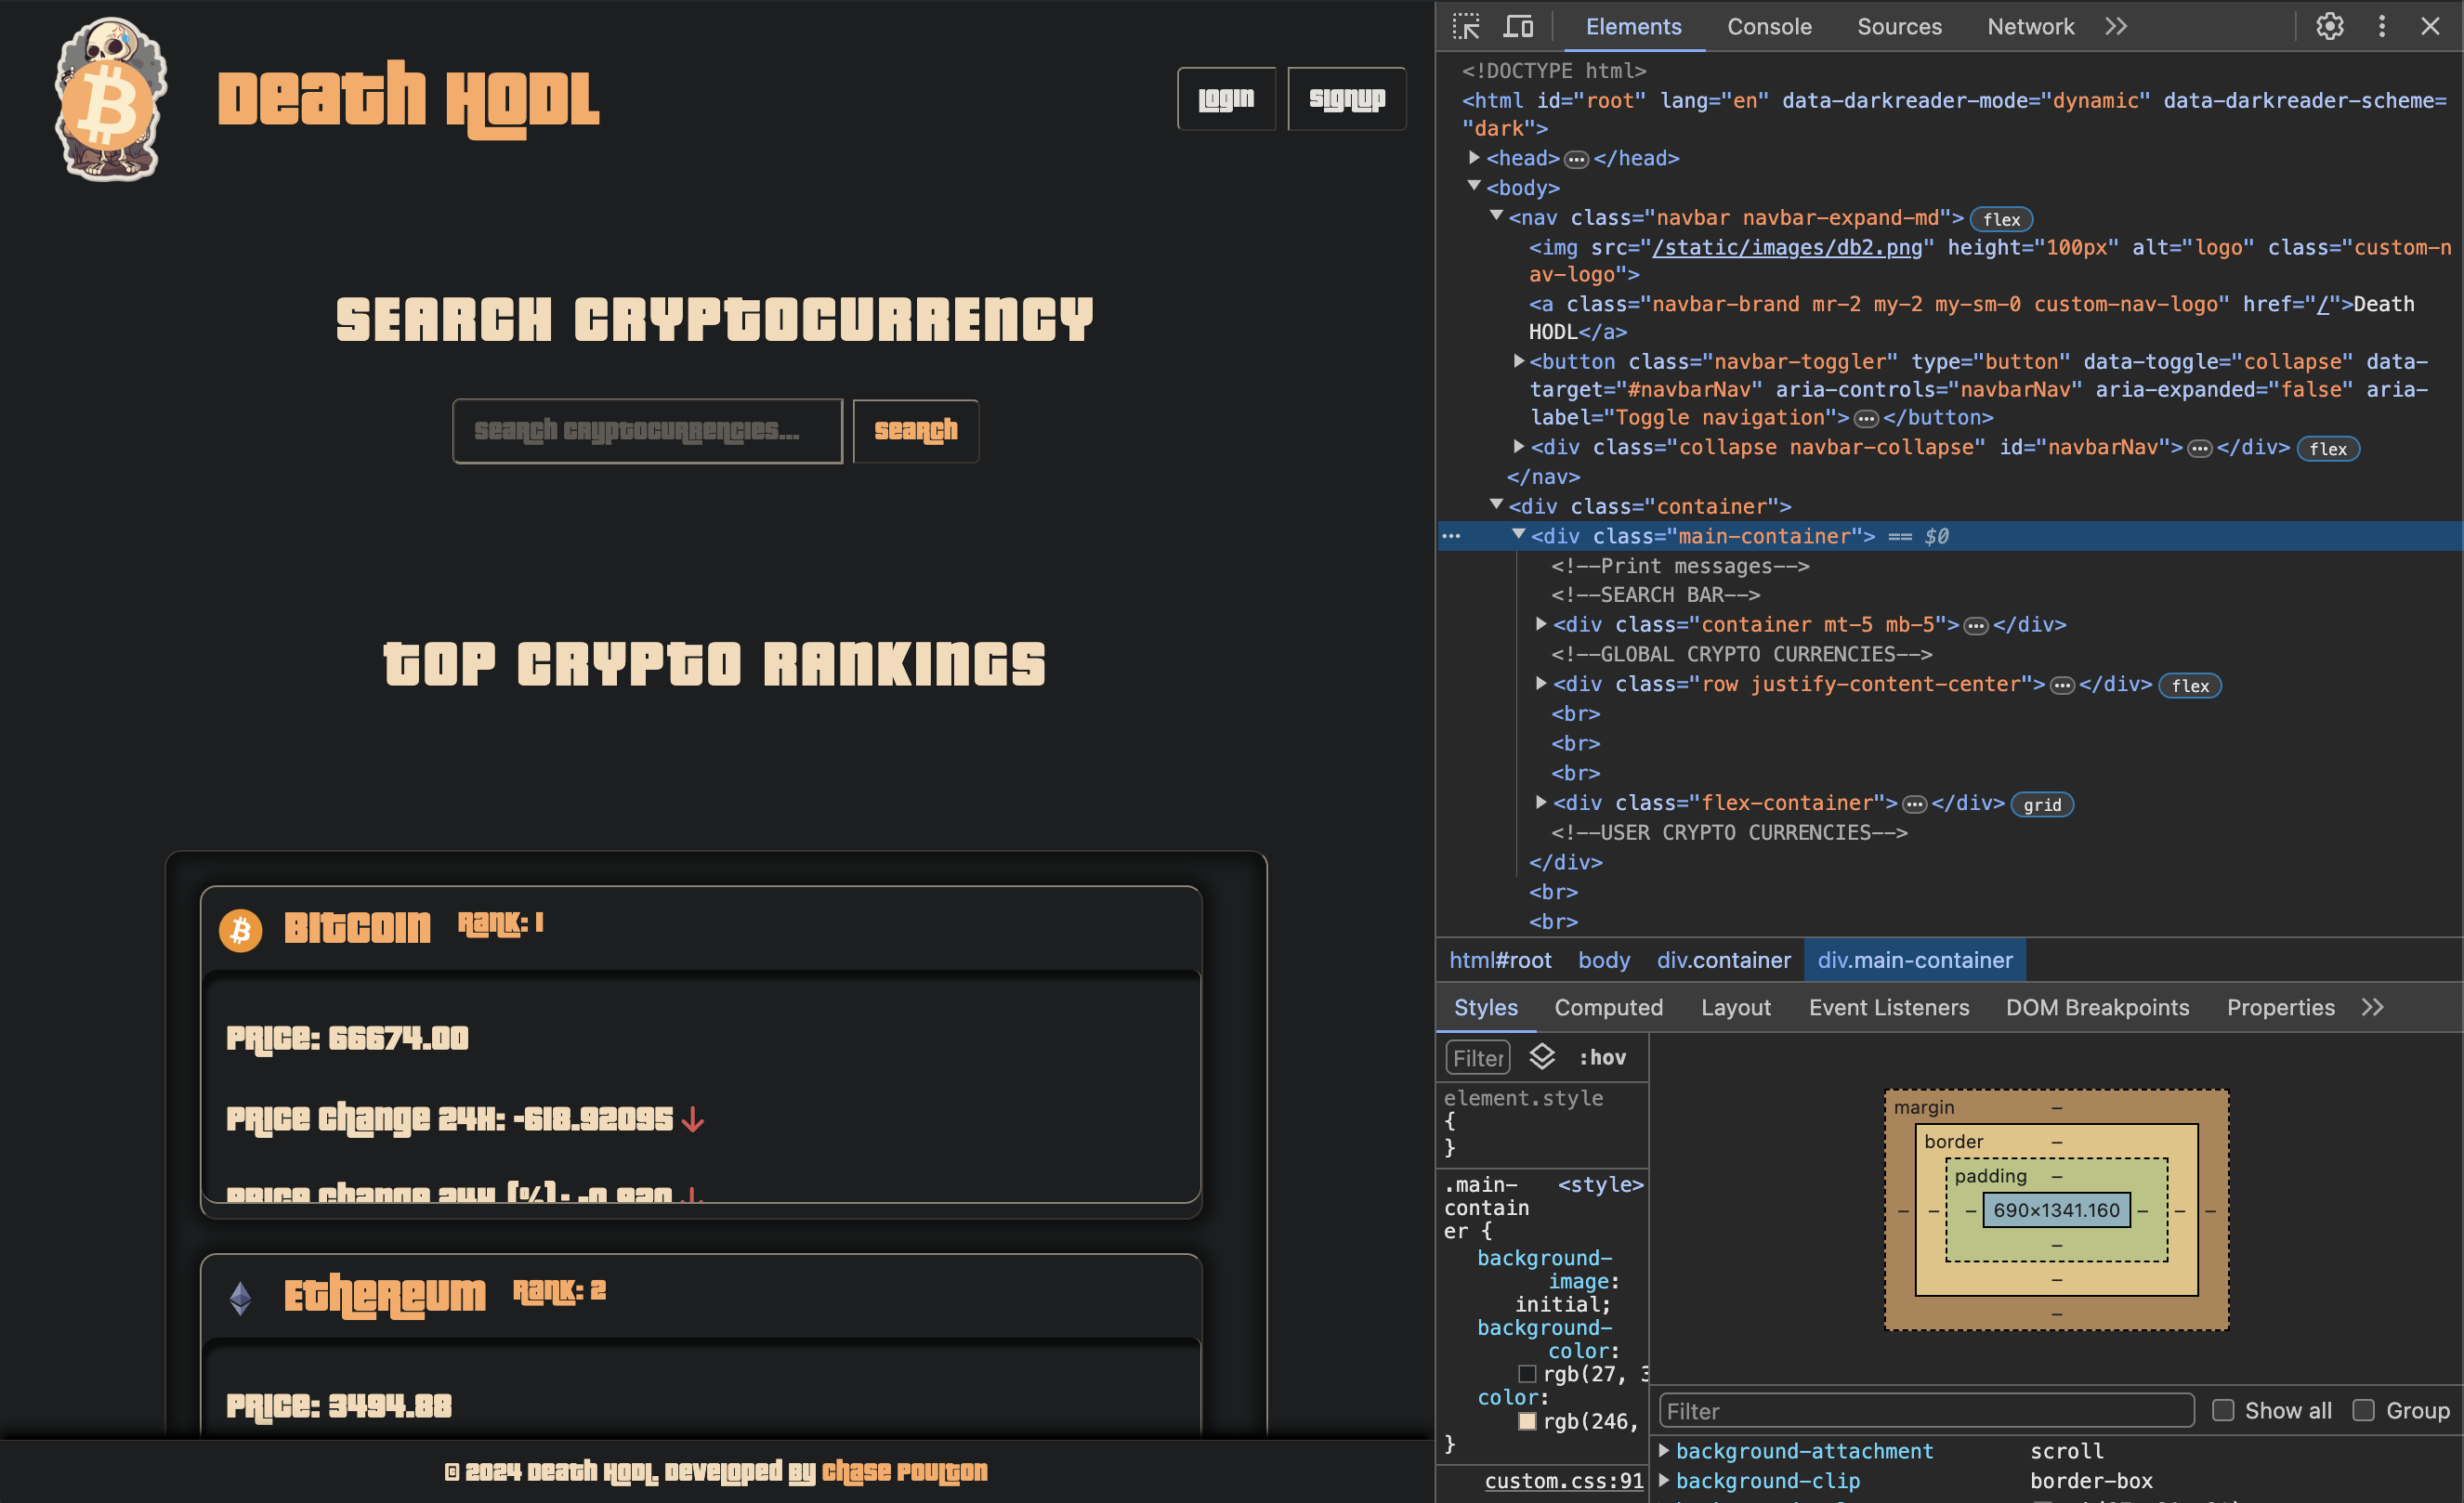 Death HODL
Login
Signup
SEARCH CRYPTOCURRENCY
search cryptocurrencies...
Search
TOP CRYPTO RANKINGS
Bitcoin Rank: 1
Price: 66674.00
Price change 24H: -618.92095
Price change 24H (%): -0.920
Ethereum Rank: 2
Price: 3494.88
© 2024 Death HODL Developed by Chase Poulton
Elements Console Sources Network
<!DOCTYPE html>
<html id="root" lang="en" data-darkreader-mode="dynamic" data-darkreader-scheme=
"dark">
<head> ... </head>
<body>
<nav class="navbar navbar-expand-md"> flex
<img src="/static/images/db2.png" height="100px" alt="logo" class="custom-n
av-logo">
<a class="navbar-brand mr-2 my-2 my-sm-0 custom-nav-logo" href="/">Death
HODL</a>
<button class="navbar-toggler" type="button" data-toggle="collapse" data-
target="#navbarNav" aria-controls="navbarNav" aria-expanded="false" aria-
label="Toggle navigation"> ... </button>
<div class="collapse navbar-collapse" id="navbarNav"> ... </div> flex
</nav>
<div class="container">
... <div class="main-container"> == $0
<!--Print messages-->
<!--SEARCH BAR-->
<div class="container mt-5 mb-5"> ... </div>
<!--GLOBAL CRYPTO CURRENCIES-->
<div class="row justify-content-center"> ... </div> flex
<br>
<br>
<br>
<div class="flex-container"> ... </div> grid
<!--USER CRYPTO CURRENCIES-->
</div>
<br>
<br>
html#root body div.container div.main-container
Styles Computed Layout Event Listeners DOM Breakpoints Properties
Filter :hov
element.style
{
}
.main- <style>
contain
er {
background-
image:
initial;
background-
color:
rgb(27, 3
color:
rgb(246,
}
custom.css:91
margin –
border –
padding –
– – – 690×1341.160 – – –
–
–
–
Filter Show all Group
background-attachment scroll
background-clip border-box